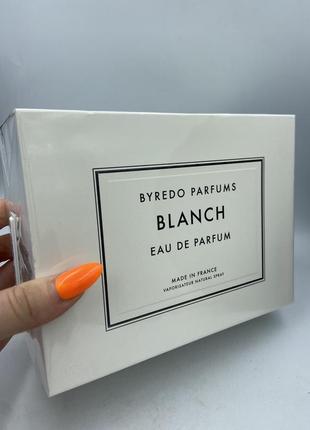 BYREDO PARFUMS
BLANCH
EAU DE PARFUM
MADE IN FRANCE
VAPORISATEUR NATURAL SPRAY